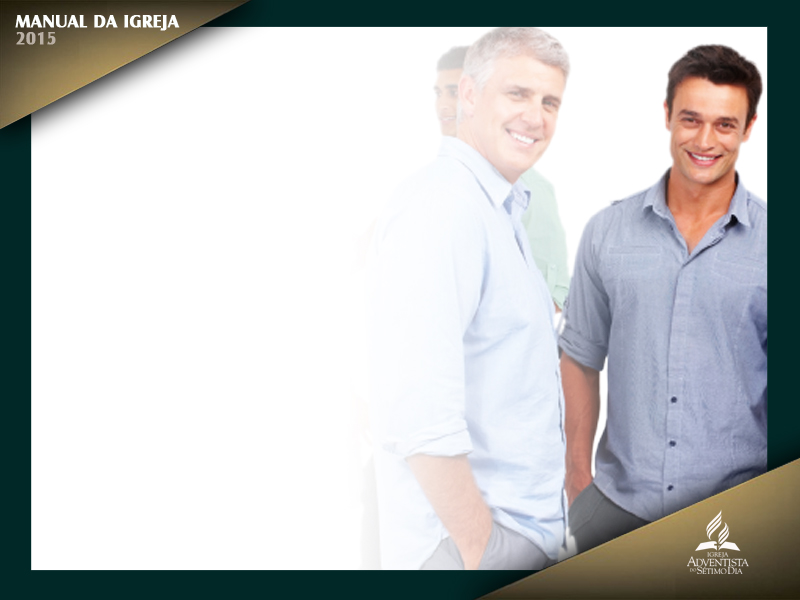 MANUAL DA IGREJA
2015
IGREJA
ADVENTISTA
DO SÉTIMO DIA